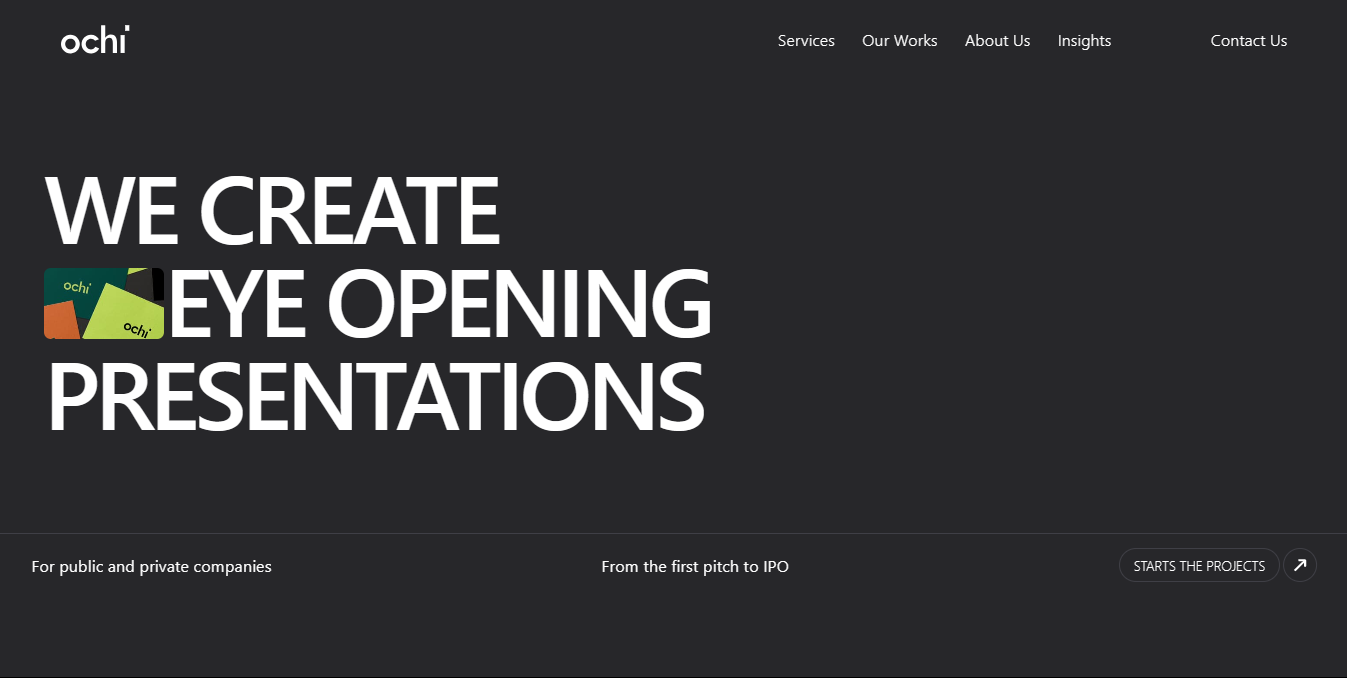 ochi
Services Our Works About Us Insights Contact Us
WE CREATE
ochi
ochi
EYE OPENING
PRESENTATIONS
For public and private companies From the first pitch to IPO STARTS THE PROJECTS